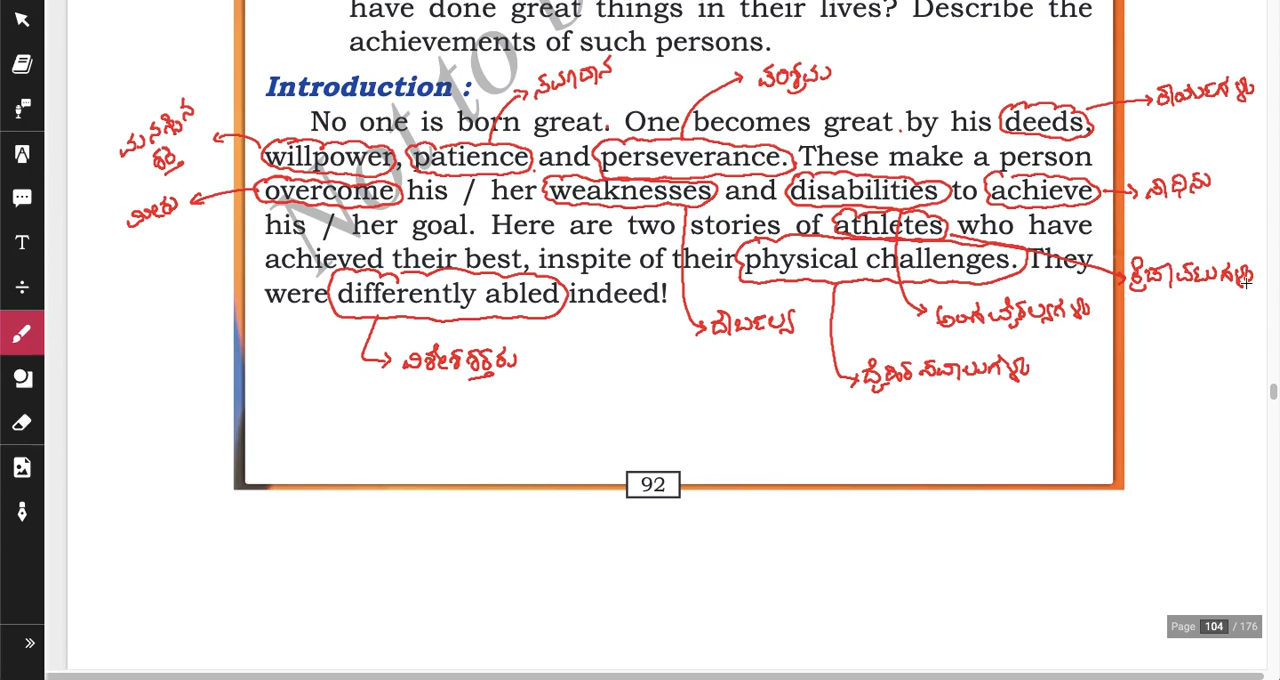 have done great things in their lives? Describe the
achievements of such persons.
Introduction :
ಸಮಾದಾನ
ಪರಿಶ್ರಮ
ಕಾರ್ಯಗಳು
ಮನಸ್ಸಿನ
ಶಕ್ತಿ
No one is born great. One becomes great by his deeds,
willpower, patience and perseverance. These make a person
overcome his / her weaknesses and disabilities to achieve
ಮೀರು
ಸಾಧಿಸು
his / her goal. Here are two stories of athletes who have
achieved their best, inspite of their physical challenges. They
ಕ್ರೀಡಾಪಟುಗಳು
were differently abled indeed!
ಅಂಗವೈಕಲ್ಯಗಳು
ದೌರ್ಬಲ್ಯ
ವಿಶೇಶಶಕ್ತರು
ದೈಹಿಕ ಸವಾಲುಗಳು
92
Page 104 / 176